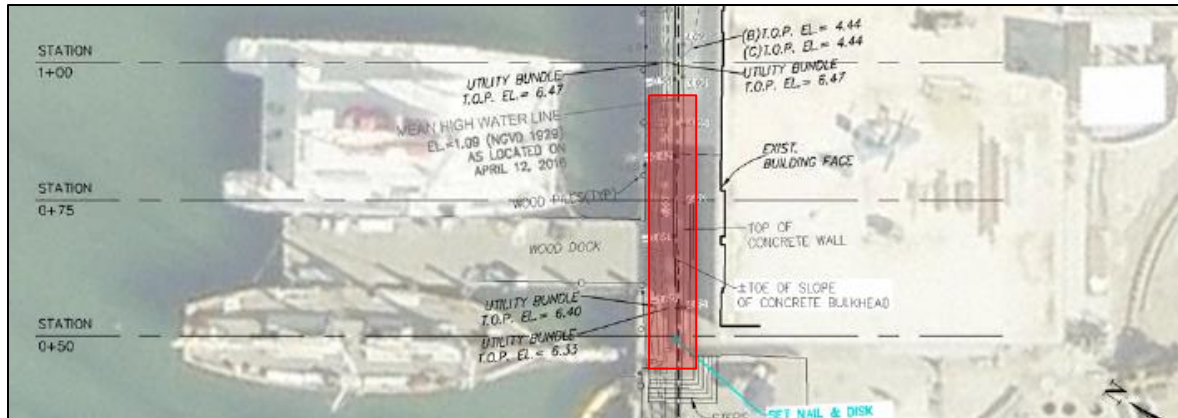 STATION
1+00
UTILITY BUNDLE
T.O.P. EL.= 6.47
(B)T.O.P. EL.= 4.44
(C)T.O.P. EL.= 4.44
UTILITY BUNDLE
T.O.P. EL.= 6.47
MEAN HIGH WATER LINE
EL.=1.09 (NGVD 1929)
AS LOCATED ON
APRIL 12, 2016
EXIST.
BUILDING FACE
STATION
0+75
WOOD PILES(TYP)
WOOD DOCK
TOP OF
CONCRETE WALL
±TOE OF SLOPE
OF CONCRETE BULKHEAD
UTILITY BUNDLE
T.O.P. EL.= 6.40
STATION
0+50
UTILITY BUNDLE
T.O.P. EL.= 6.33
SET NAIL & DISK
N